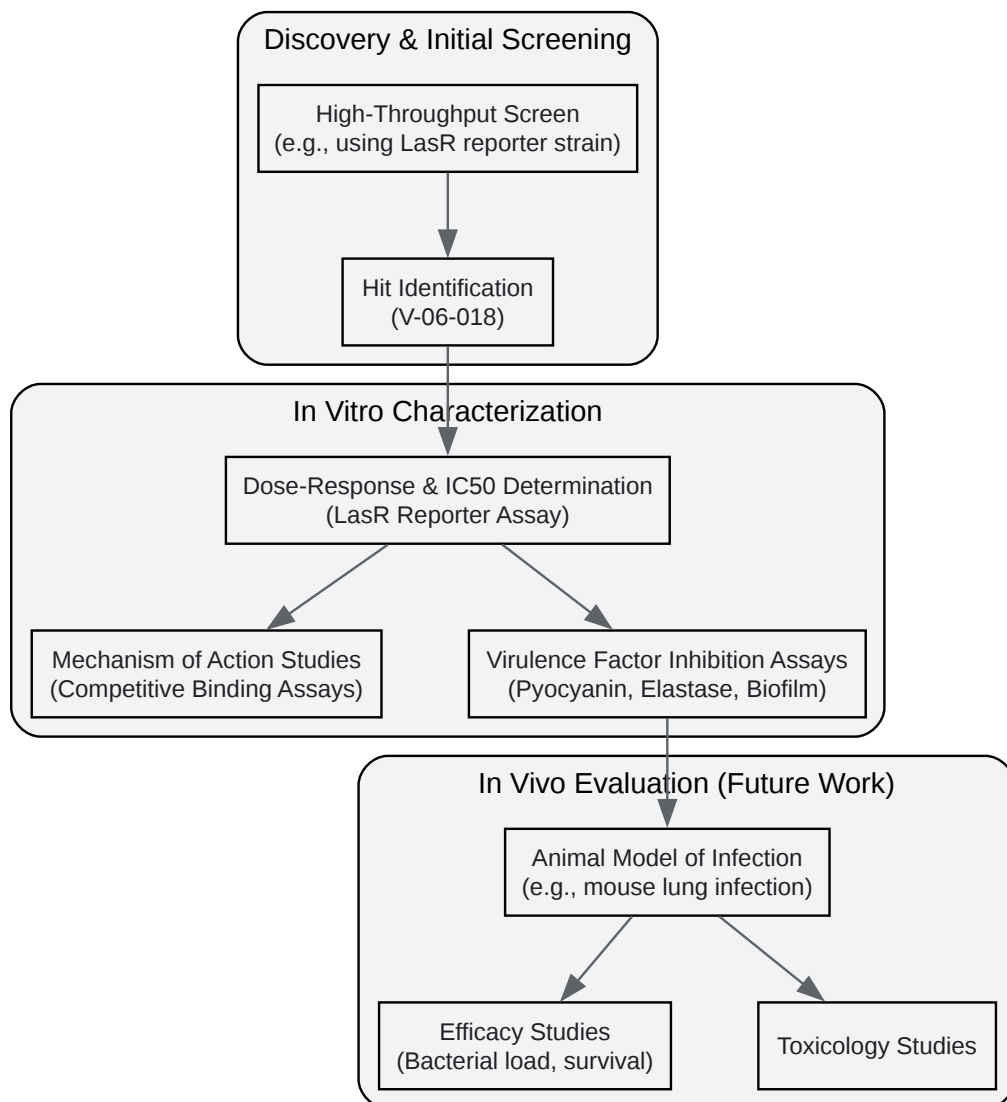 Discovery & Initial Screening
High-Throughput Screen
(e.g., using LasR reporter strain)
Hit Identification
(V-06-018)
In Vitro Characterization
Dose-Response & IC50 Determination
(LasR Reporter Assay)
Mechanism of Action Studies
(Competitive Binding Assays)
Virulence Factor Inhibition Assays
(Pyocyanin, Elastase, Biofilm)
In Vivo Evaluation (Future Work)
Animal Model of Infection
(e.g., mouse lung infection)
Efficacy Studies
(Bacterial load, survival)
Toxicology Studies